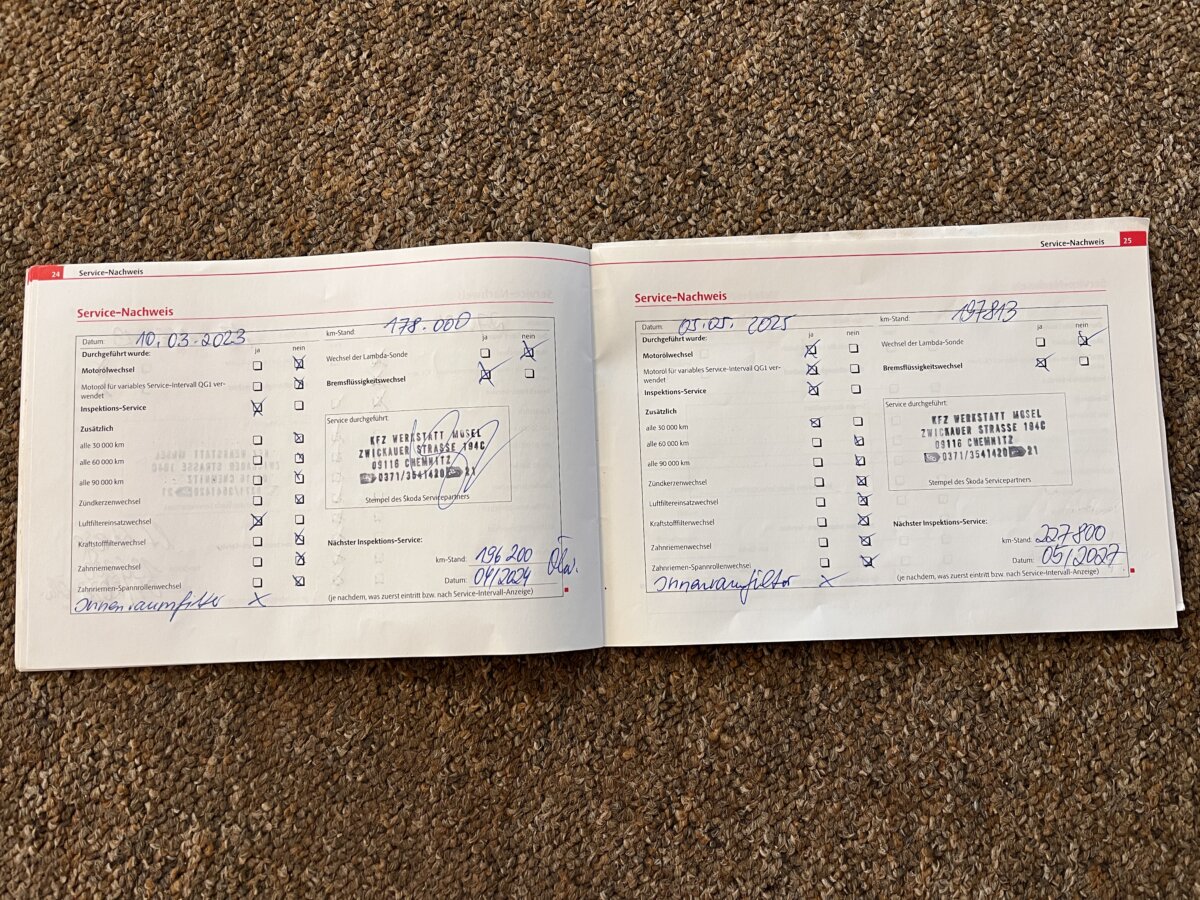 24 Service-Nachweis
Service-Nachweis
Datum: 10.03.2023
km-Stand: 178.000
Durchgeführt wurde:
ja nein
Motorölwechsel
Motoröl für variables Service-Intervall QG1 ver-
wendet
Inspektions-Service
Zusätzlich
alle 30 000 km
alle 60 000 km
alle 90 000 km
Zündkerzenwechsel
Luftfiltereinsatzwechsel
Kraftstofffilterwechsel
Zahnriemenwechsel
Zahnriemen-Spannrollenwechsel
Innenraumfilter X
ja nein
Wechsel der Lambda-Sonde
Bremsflüssigkeitswechsel
Service durchgeführt:
KFZ WERKSTATT MOSEL
ZWICKAUER STRASSE 194C
09116 CHEMNITZ
0371/3541420 21
Stempel des Škoda Servicepartners
Nächster Inspektions-Service:
km-Stand: 196 200
Datum: 04/2024
(je nachdem, was zuerst eintritt bzw. nach Service-Intervall-Anzeige)
Service-Nachweis 25
Service-Nachweis
Datum: 05.05. 2025
km-Stand: 197813
Durchgeführt wurde:
ja nein
Motorölwechsel
Motoröl für variables Service-Intervall QG1 ver-
wendet
Inspektions-Service
Zusätzlich
alle 30 000 km
alle 60 000 km
alle 90 000 km
Zündkerzenwechsel
Luftfiltereinsatzwechsel
Kraftstofffilterwechsel
Zahnriemenwechsel
Zahnriemen-Spannrollenwechsel
Innenraumfilter X
ja nein
Wechsel der Lambda-Sonde
Bremsflüssigkeitswechsel
Service durchgeführt:
KFZ WERKSTATT MOSEL
ZWICKAUER STRASSE 194C
09116 CHEMNITZ
0371/3541420 21
Stempel des Škoda Servicepartners
Nächster Inspektions-Service:
km-Stand: 227800
Datum: 05/2027
(je nachdem, was zuerst eintritt bzw. nach Service-Intervall-Anzeige)